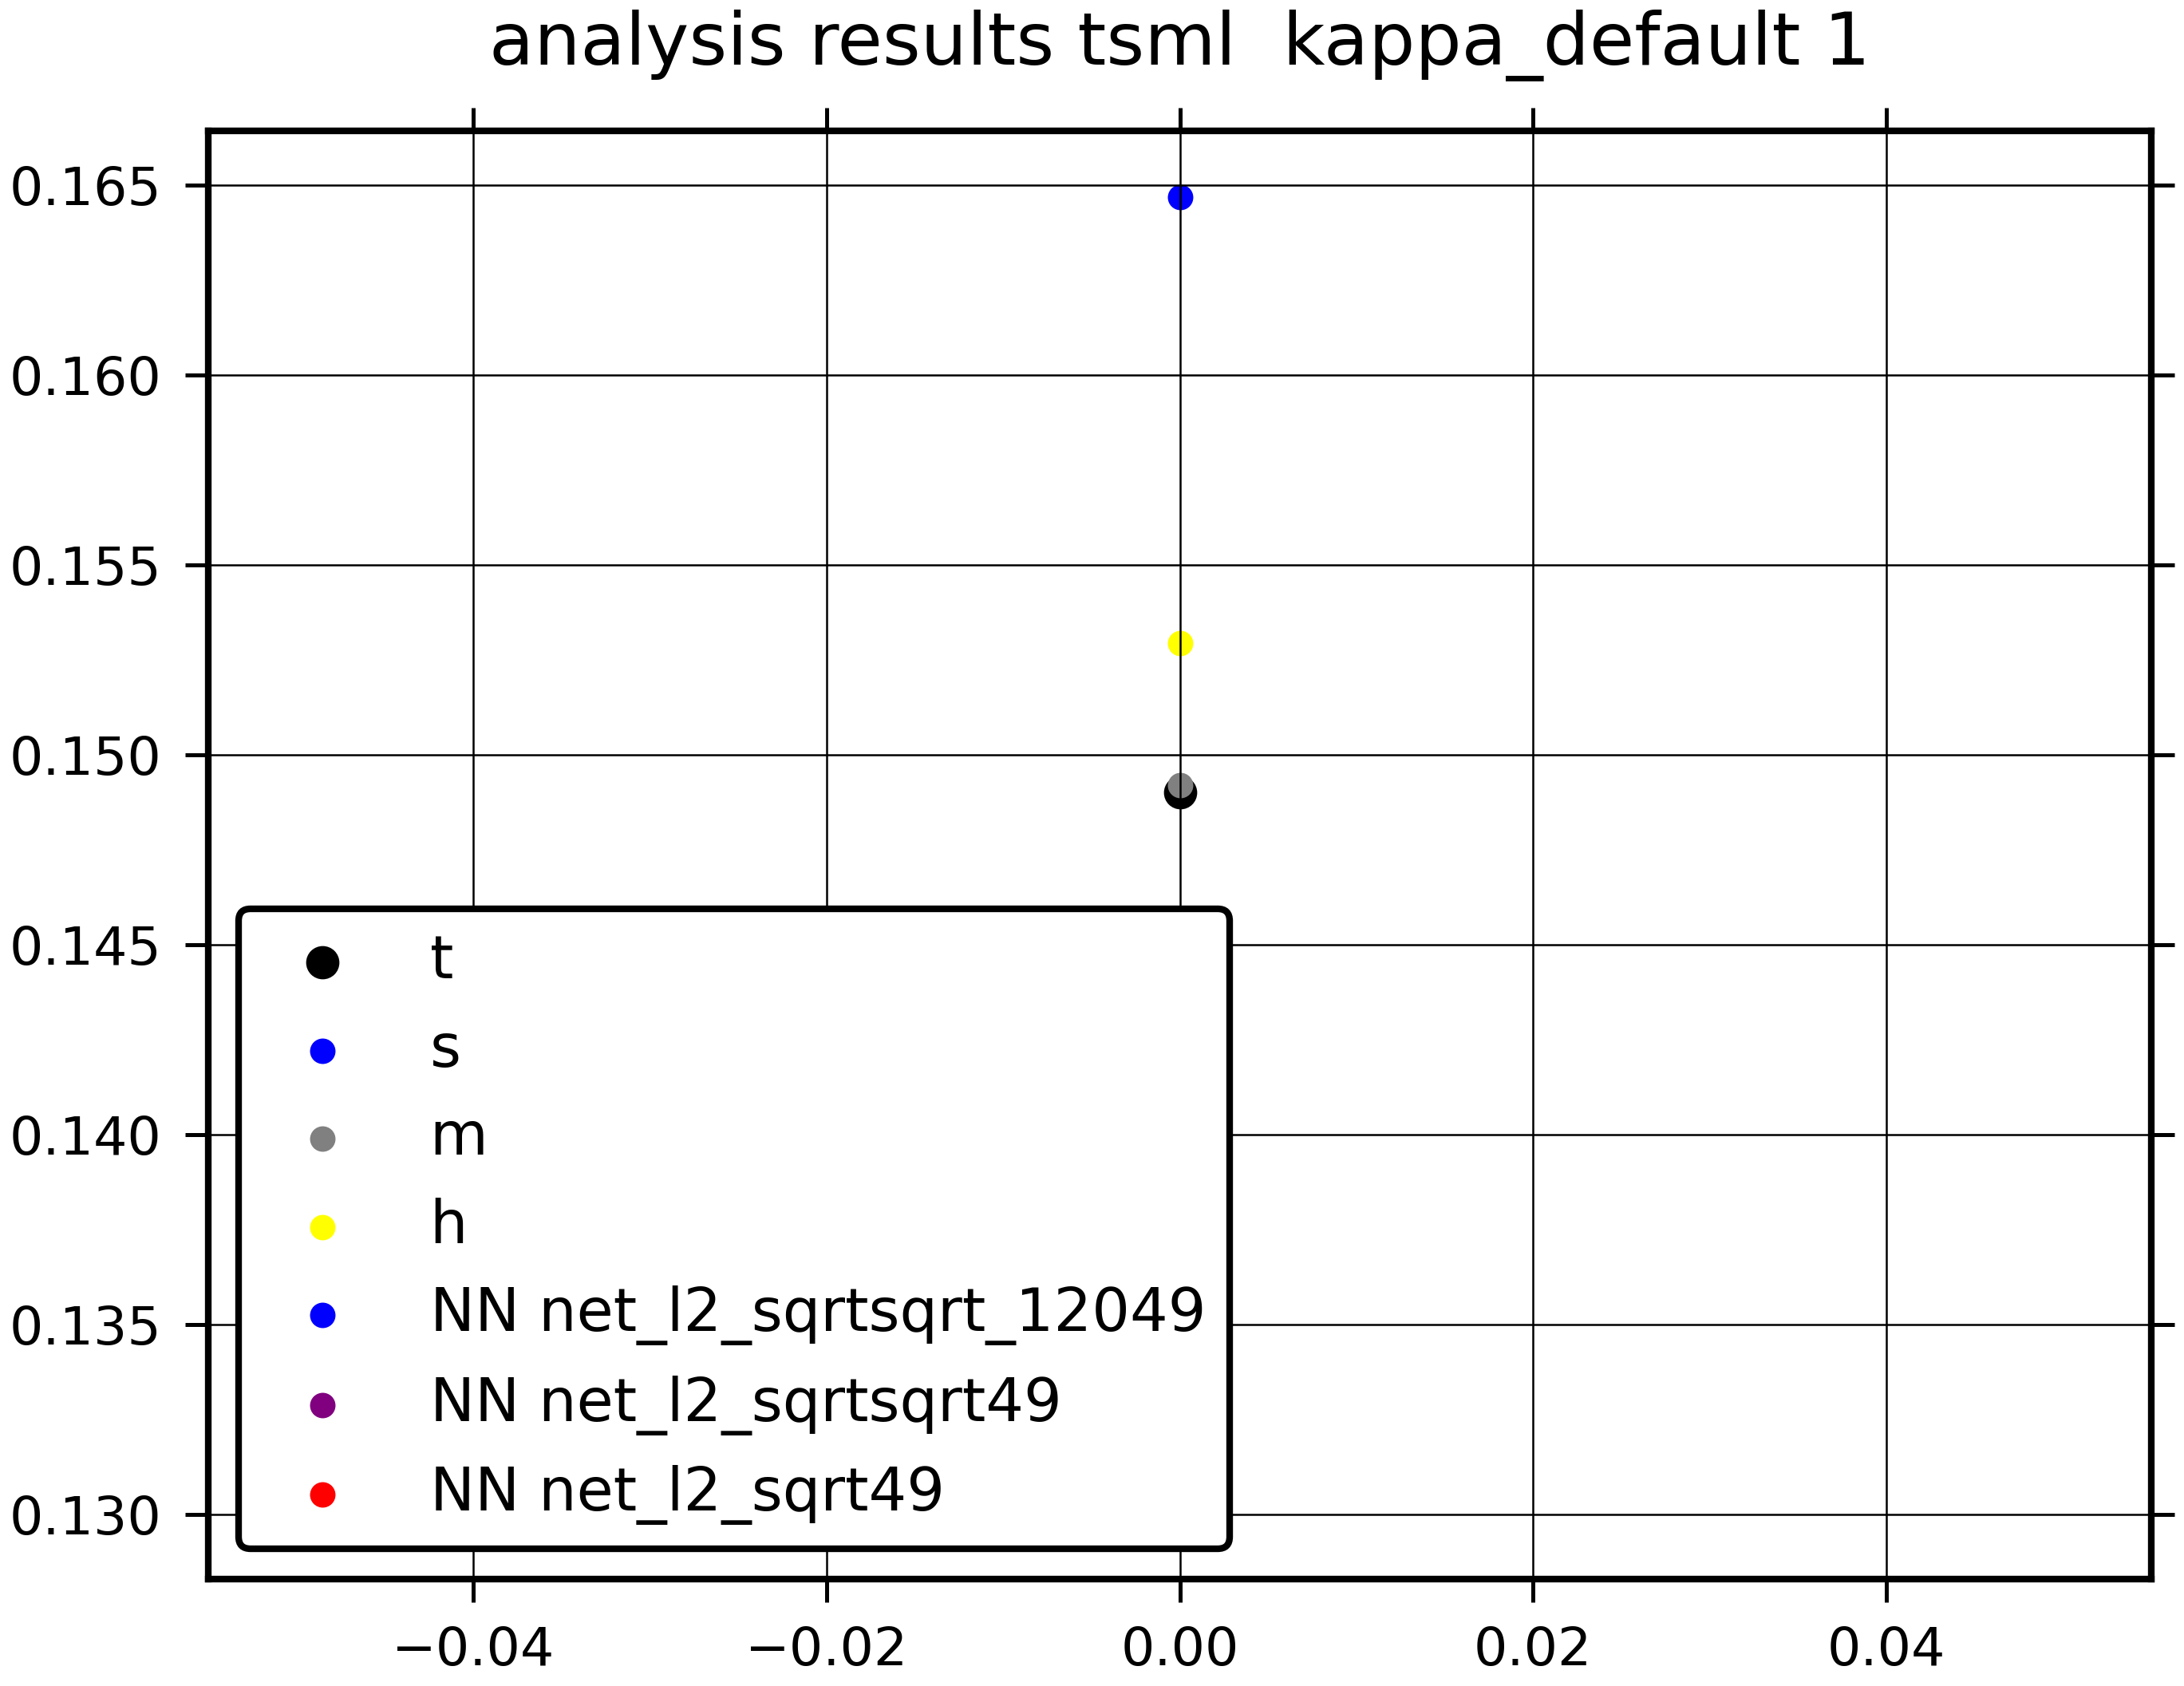 analysis results tsml  kappa_default 1
0.165
0.160
0.155
0.150
0.145
0.140
0.135
0.130
t
s
m
h
NN net_l2_sqrtsqrt_12049
NN net_l2_sqrtsqrt49
NN net_l2_sqrt49
−0.04
−0.02
0.00
0.02
0.04